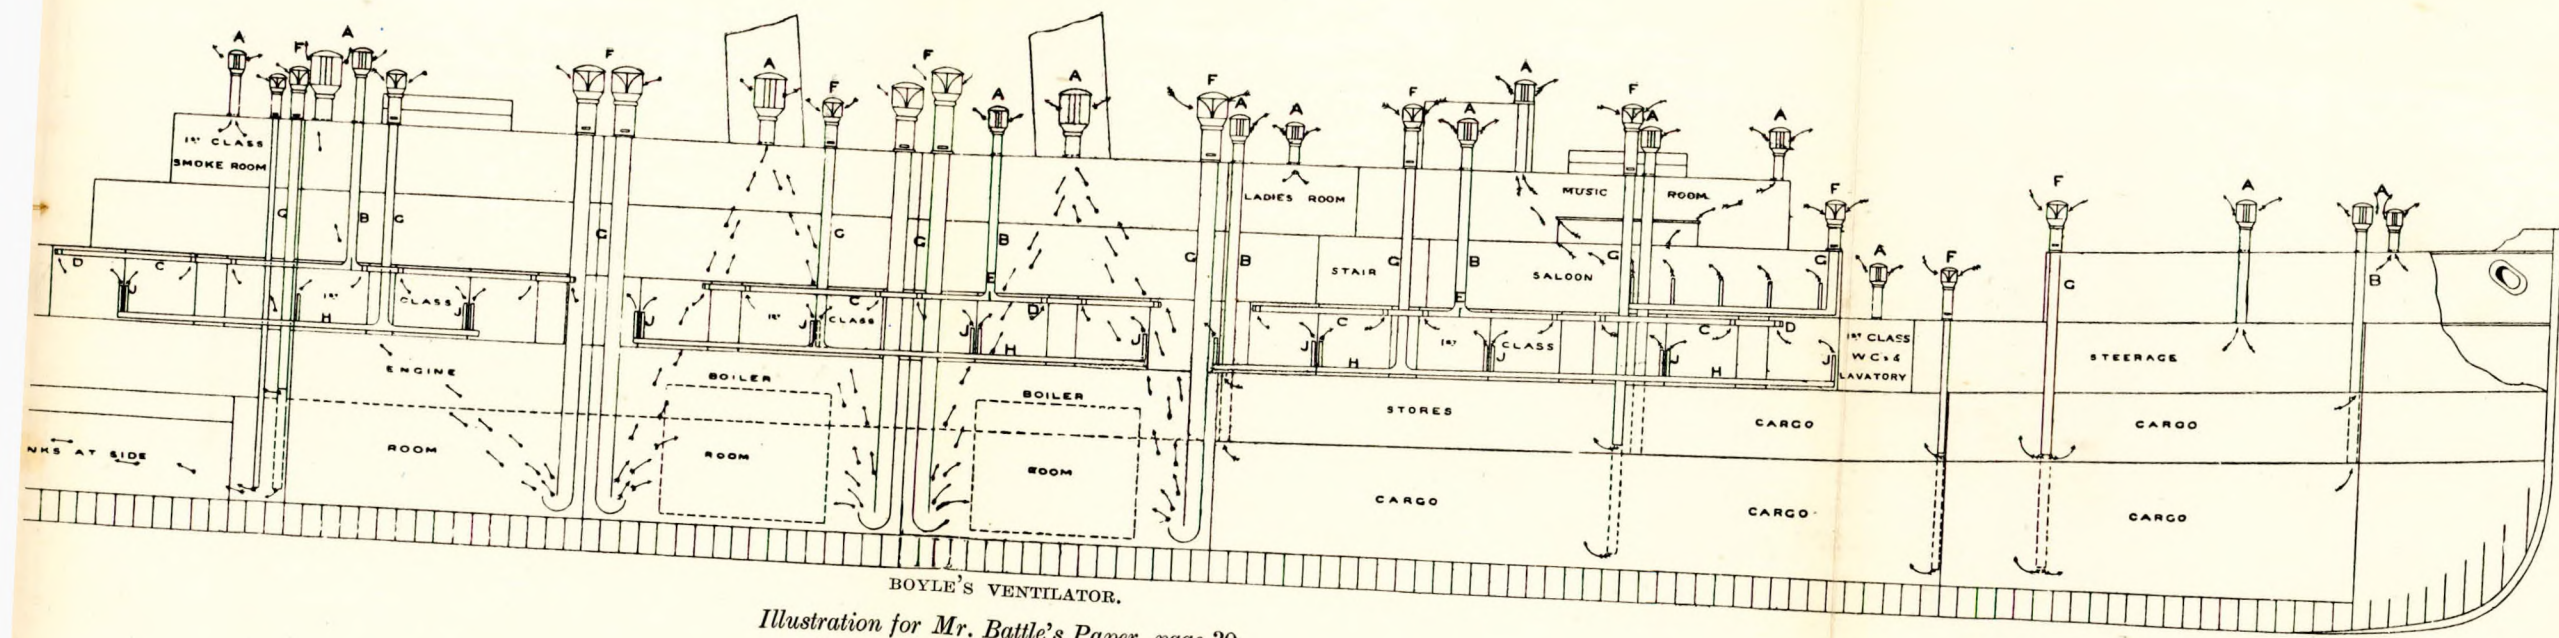 A
F
A
F
A
F
F
A
A
F
A
A
F
A
A
F
A
A
F
A
F
F
A
A
1ST CLASS
SMOKE ROOM
G
B
G
G
G
G
B
G
B
LADIES ROOM
MUSIC ROOM
STAIR
G
B
SALOON
G
G
G
B
D
C
J
1ST CLASS
J
H
J
E
C
D
1ST CLASS
J
J
J
H
E
C
C
D
J
1ST CLASS
J
J
J
H
H
1ST CLASS
W C'S &
LAVATORY
STEERAGE
ENGINE
ROOM
BOILER
ROOM
BOILER
ROOM
STORES
CARGO
CARGO
NKS AT SIDE
CARGO
CARGO
CARGO
BOYLE'S VENTILATOR.
Illustration for Mr. Battle's Paper, page 20